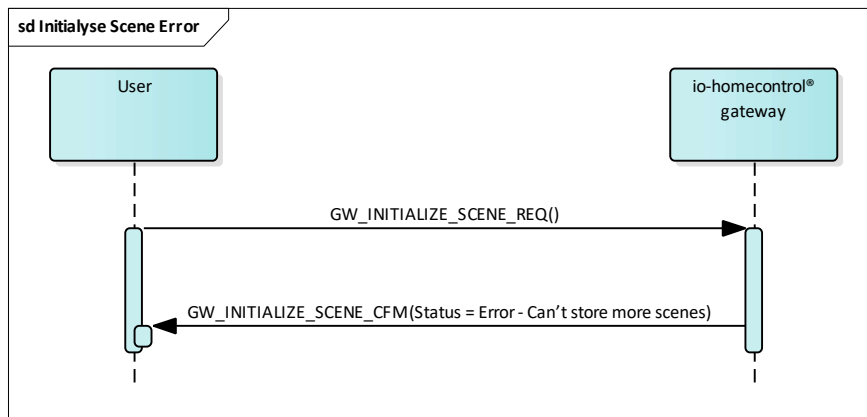 sd Initialyse Scene Error
User
io-homecontrol®
gateway
GW_INITIALIZE_SCENE_REQ()
GW_INITIALIZE_SCENE_CFM(Status = Error - Can’t store more scenes)